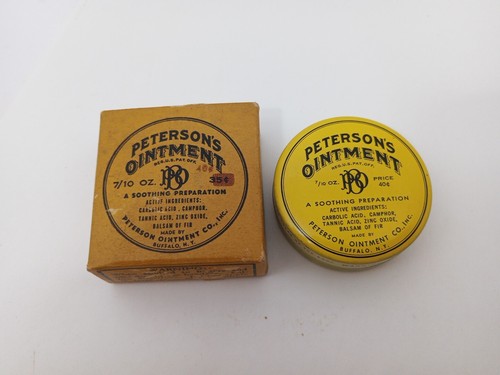 PETERSON'S
OINTMENT
REG. U.S. PAT. OFF.
40¢
7/10 OZ. PO 35¢
A SOOTHING PREPARATION
ACTIVE INGREDIENTS:
CARBOLIC ACID, CAMPHOR,
TANNIC ACID, ZINC OXIDE,
BALSAM OF FIR
MADE BY
PETERSON OINTMENT CO., INC.
BUFFALO, N.Y.
PETERSON'S
OINTMENT
REG. U.S. PAT. OFF.
7/10 OZ. PO PRICE
40¢
A SOOTHING PREPARATION
ACTIVE INGREDIENTS:
CARBOLIC ACID, CAMPHOR,
TANNIC ACID, ZINC OXIDE,
BALSAM OF FIR
MADE BY
PETERSON OINTMENT CO., INC.
BUFFALO, N.Y.